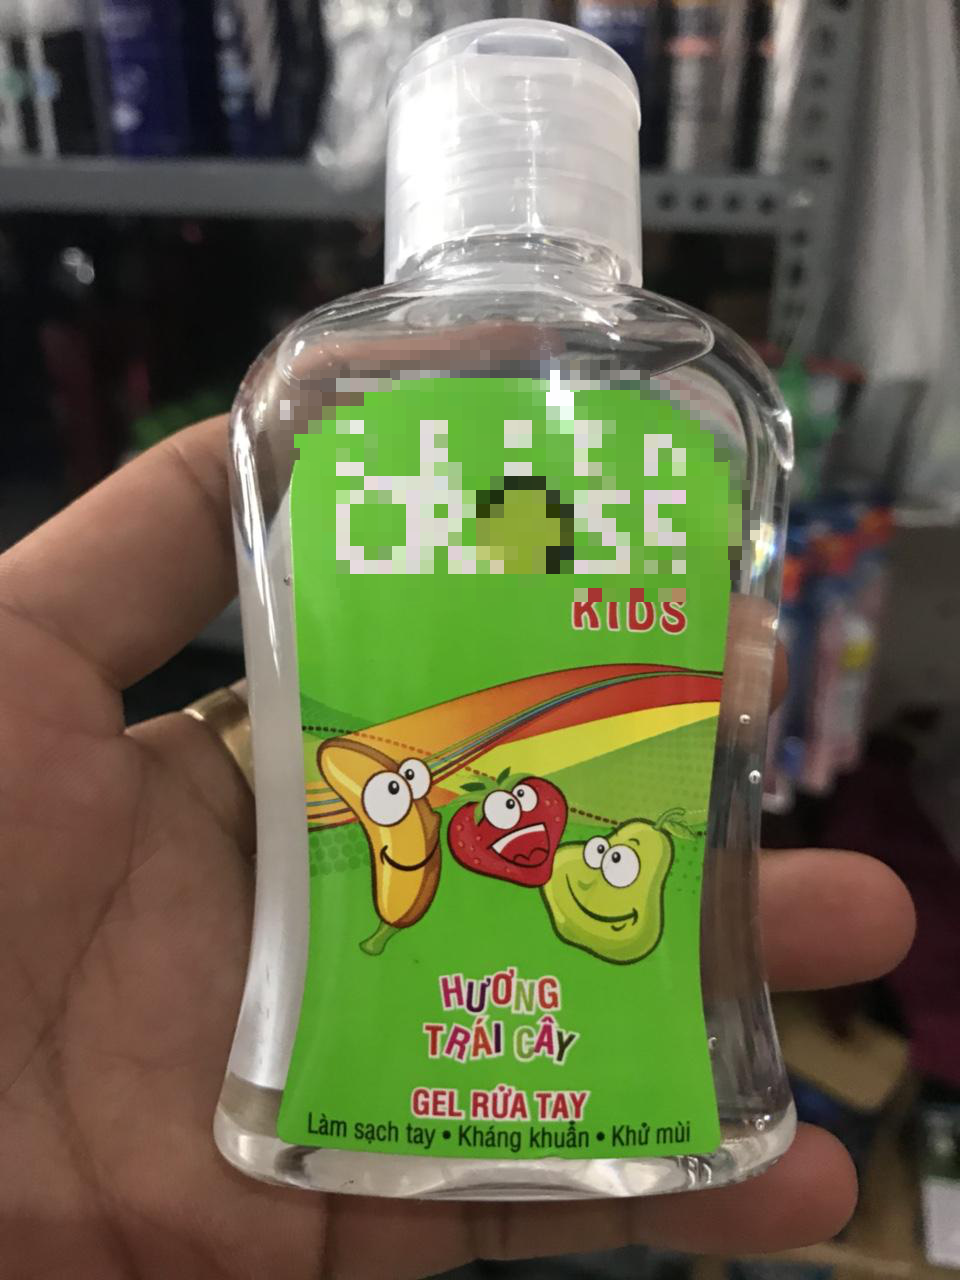 KIDS
HƯƠNG
TRÁI CÂY
GEL RỬA TAY
Làm sạch tay • Kháng khuẩn • Khử mùi